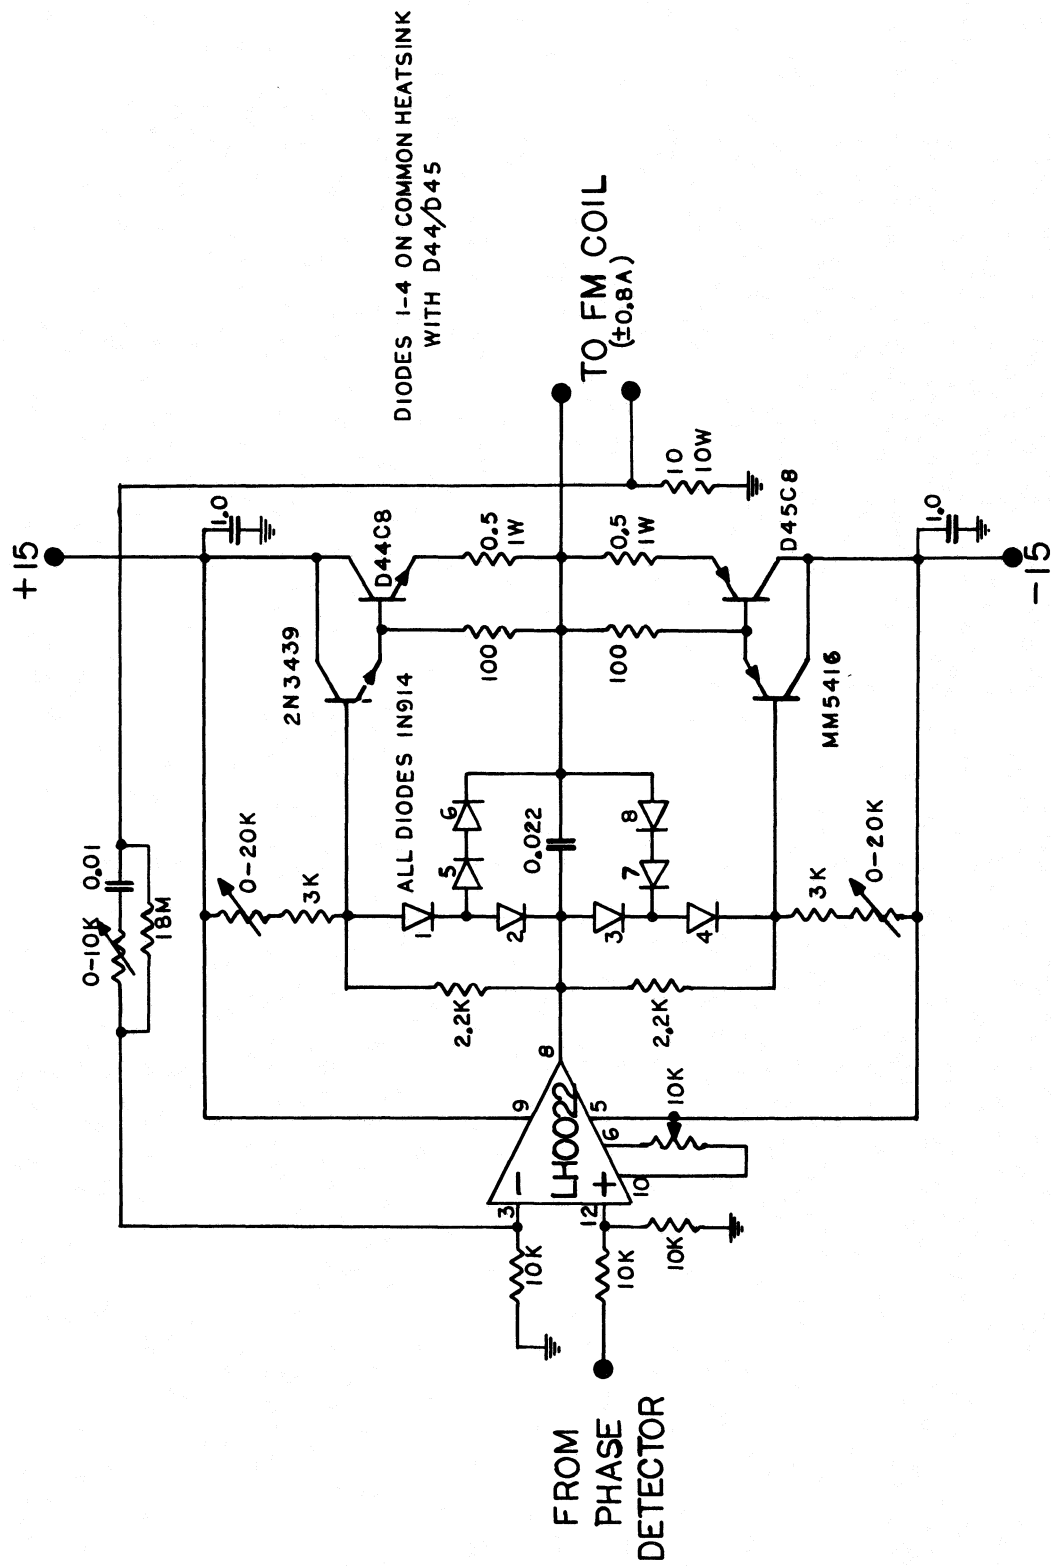 +15
0-10K
0.01
18M
0-20K
3K
1.0
2N3439
D44C8
DIODES 1-4 ON COMMON HEATSINK
WITH D44/D45
ALL DIODES IN914
2.2K
1
2
5
6
100
0.5
1W
0.022
TO FM COIL
(±0.8A)
FROM
PHASE
DETECTOR
10K
10K
10K
3
12
−
+
LH0022
9
8
5
6
10
10K
2.2K
3
4
7
8
100
0.5
1W
10
10W
D45C8
MM5416
3K
0-20K
1.0
−15